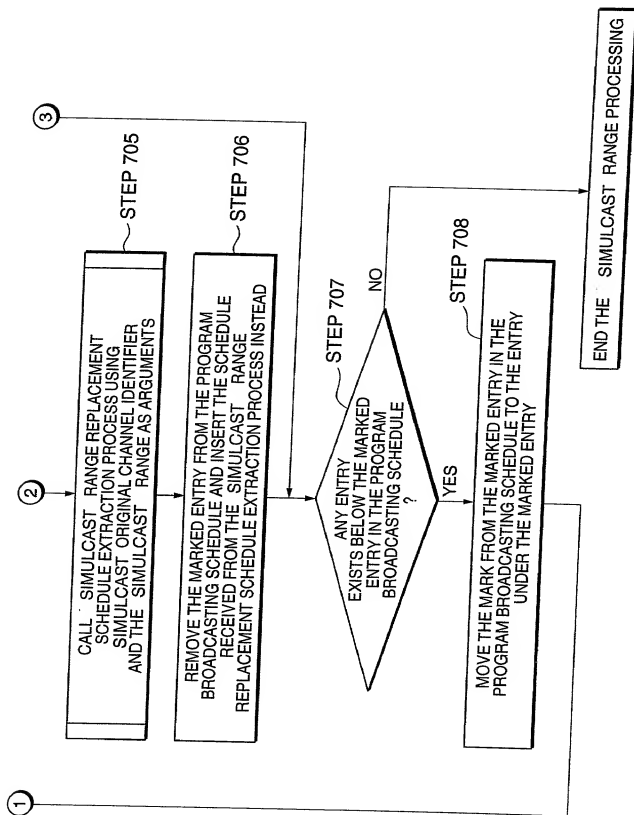 2
3
CALL SIMULCAST RANGE REPLACEMENT
SCHEDULE EXTRACTION PROCESS USING
SIMULCAST ORIGINAL CHANNEL IDENTIFIER
AND THE SIMULCAST RANGE AS ARGUMENTS
STEP 705
REMOVE THE MARKED ENTRY FROM THE PROGRAM
BROADCASTING SCHEDULE AND INSERT THE SCHEDULE
RECEIVED FROM THE SIMULCAST RANGE
REPLACEMENT SCHEDULE EXTRACTION PROCESS INSTEAD
STEP 706
ANY ENTRY
EXISTS BELOW THE MARKED
ENTRY IN THE PROGRAM
BROADCASTING SCHEDULE
?
STEP 707
NO
YES
MOVE THE MARK FROM THE MARKED ENTRY IN THE
PROGRAM BROADCASTING SCHEDULE TO THE ENTRY
UNDER THE MARKED ENTRY
STEP 708
END THE SIMULCAST RANGE PROCESSING
1